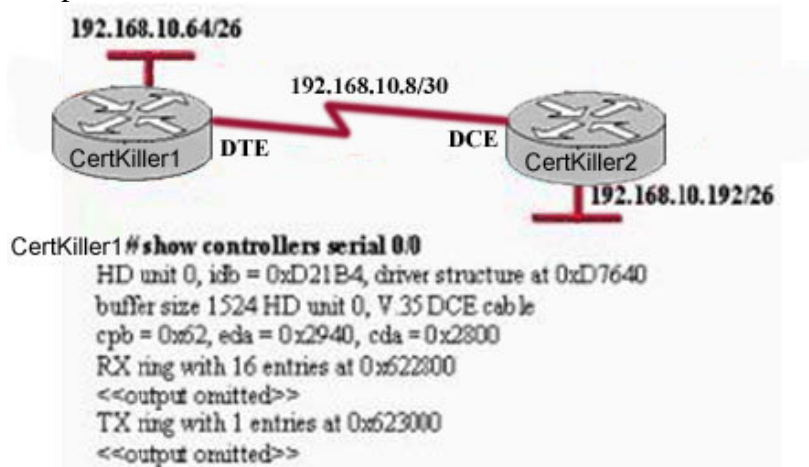 192.168.10.64/26
192.168.10.8/30
CertKiller1
DTE
DCE
CertKiller2
192.168.10.192/26
CertKiller1#show controllers serial 0/0
HD unit 0, idb = 0xD21B4, driver structure at 0xD7640
buffer size 1524 HD unit 0, V.35 DCE cable
cpb = 0x62, eda = 0x2940, cda = 0x2800
RX ring with 16 entries at 0x622800
<<output omitted>>
TX ring with 1 entries at 0x623000
<<output omitted>>